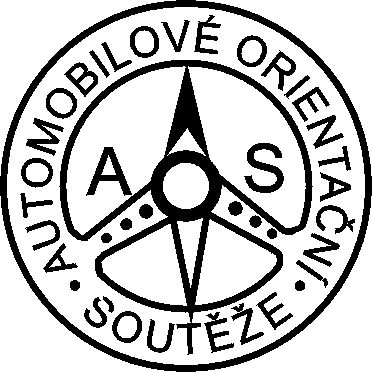 AUTOMOBILOVÉ ORIENTAČNÍ
A S
SOUTĚŽE